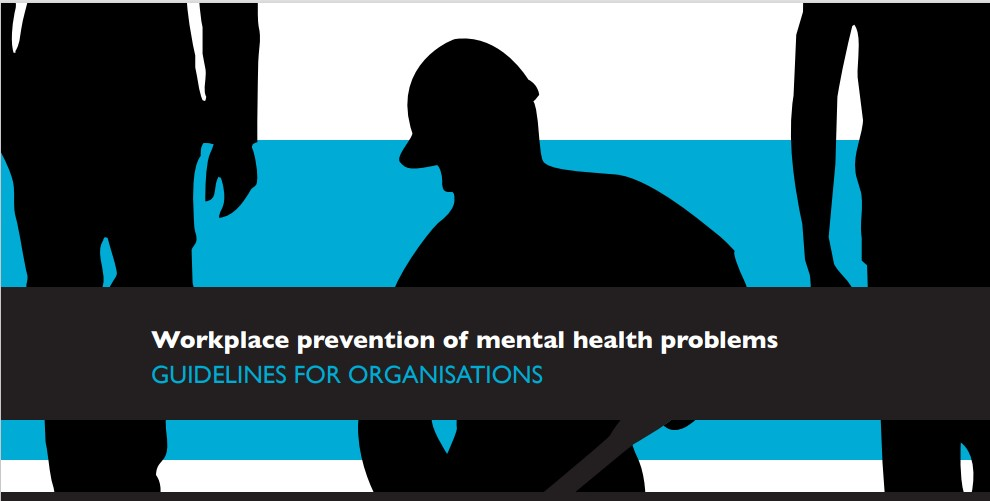 Workplace prevention of mental health problems
GUIDELINES FOR ORGANISATIONS